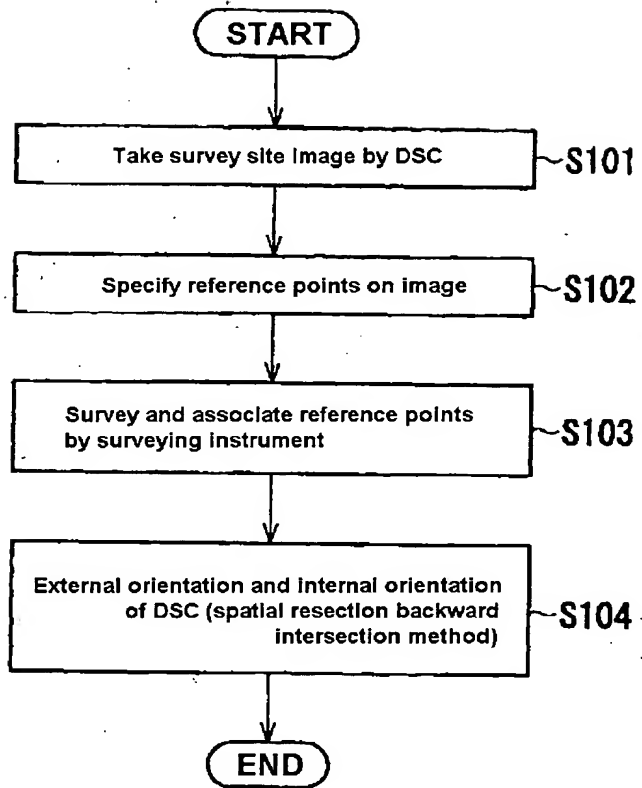 START
Take survey site image by DSC
~S101
Specify reference points on image
~S102
Survey and associate reference points
by surveying instrument
~S103
External orientation and internal orientation
of DSC (spatial resection backward
intersection method)
~S104
END